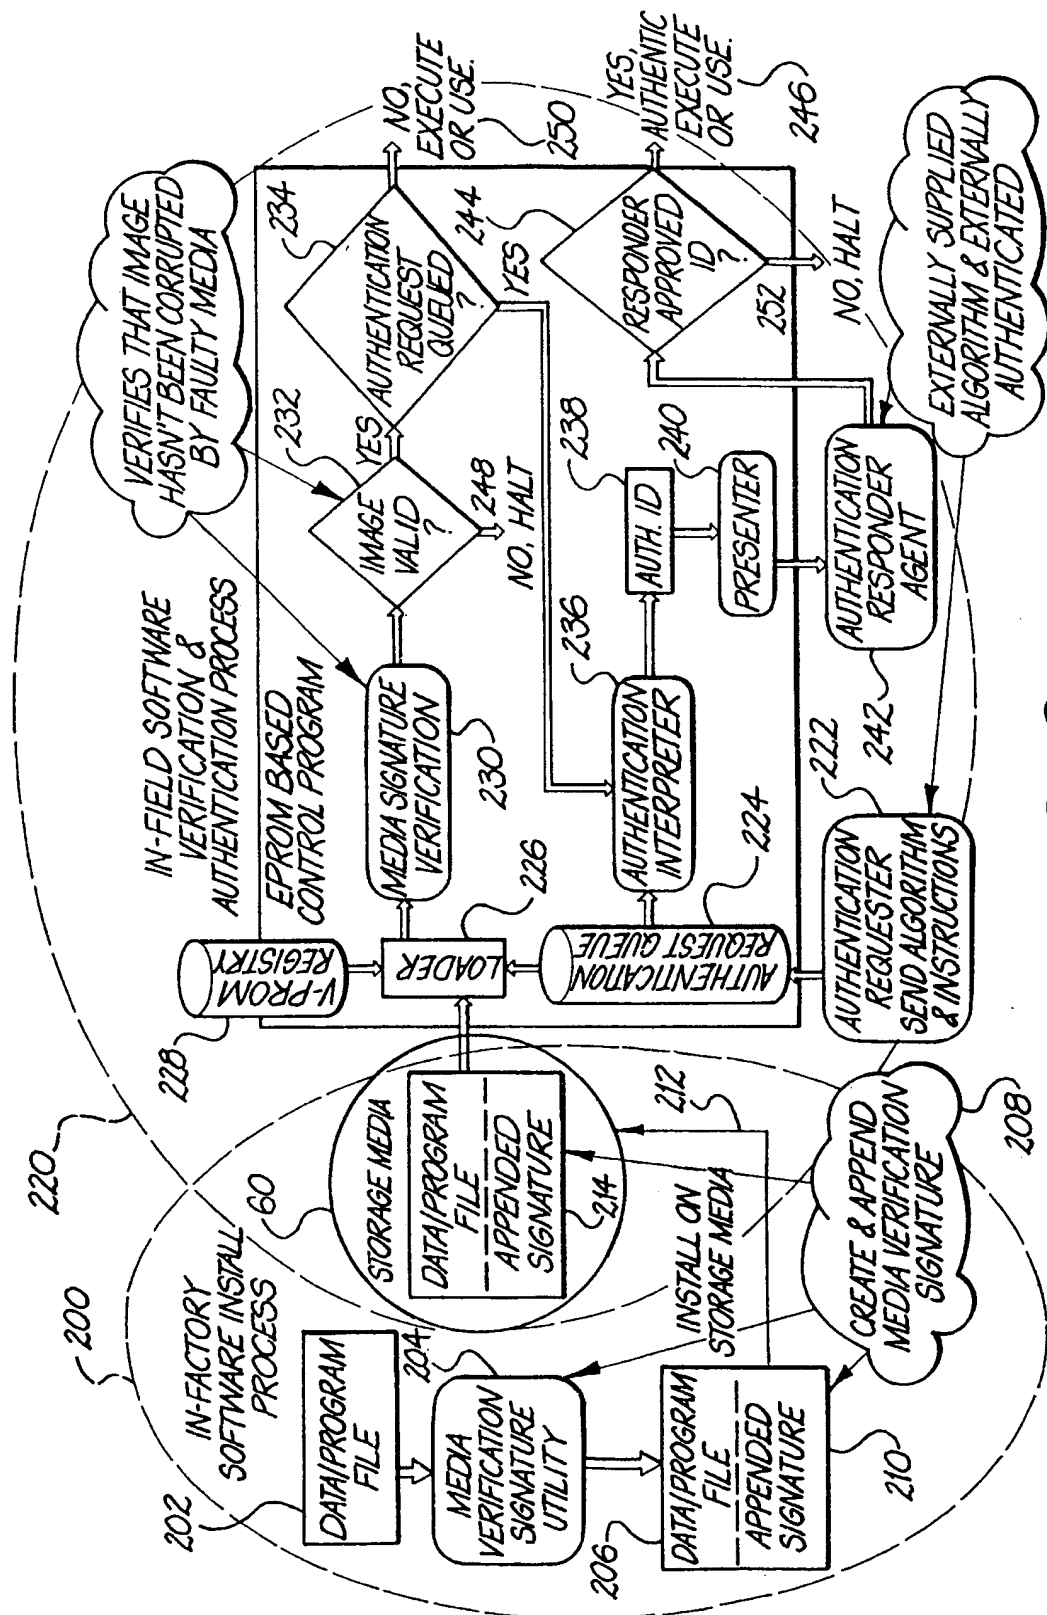 200
IN-FACTORY
SOFTWARE INSTALL
PROCESS
202
DATA/PROGRAM
FILE
204
MEDIA
VERIFICATION
SIGNATURE
UTILITY
206
DATA/PROGRAM
FILE
APPENDED
SIGNATURE
210
INSTALL ON
STORAGE MEDIA
212
CREATE & APPEND
MEDIA VERIFICATION
SIGNATURE
208
60
STORAGE MEDIA
DATA/PROGRAM
FILE
APPENDED
SIGNATURE
214
220
IN-FIELD SOFTWARE
VERIFICATION &
AUTHENTICATION PROCESS
228
V-PROM
REGISTRY
EPROM BASED
CONTROL PROGRAM
LOADER
226
AUTHENTICATION
REQUEST QUEUE
224
AUTHENTICATION
REQUESTER
SEND ALGORITHM
& INSTRUCTIONS
222
MEDIA SIGNATURE
VERIFICATION
230
VERIFIES THAT IMAGE
HASN'T BEEN CORRUPTED
BY FAULTY MEDIA
232
IMAGE
VALID
?
YES
248
NO, HALT
234
AUTHENTICATION
REQUEST
QUEUED
?
YES
NO,
EXECUTE
OR USE.
250
AUTHENTICATION
INTERPRETER
236
AUTH. ID
238
PRESENTER
240
AUTHENTICATION
RESPONDER
AGENT
242
244
RESPONDER
APPROVED
ID
?
YES,
AUTHENTIC
EXECUTE
OR USE.
246
252
NO, HALT
EXTERNALLY SUPPLIED
ALGORITHM & EXTERNALLY
AUTHENTICATED